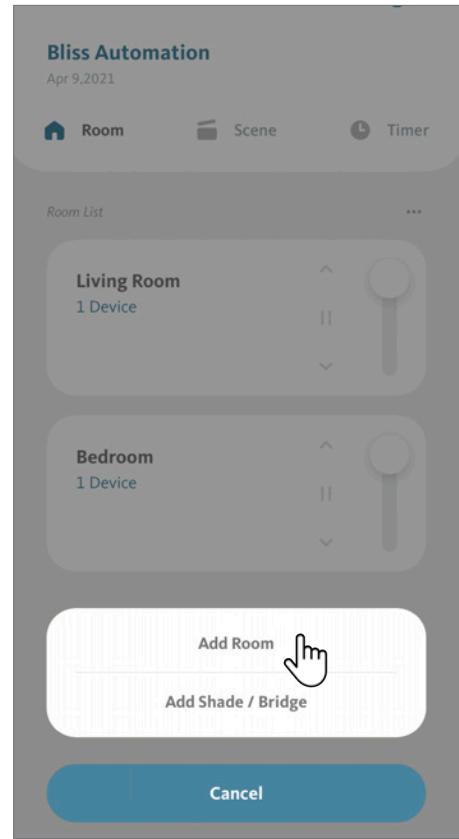 Bliss Automation
Apr 9,2021
Room Scene Timer
Room List
Living Room
1 Device
Bedroom
1 Device
Add Room
Add Shade / Bridge
Cancel